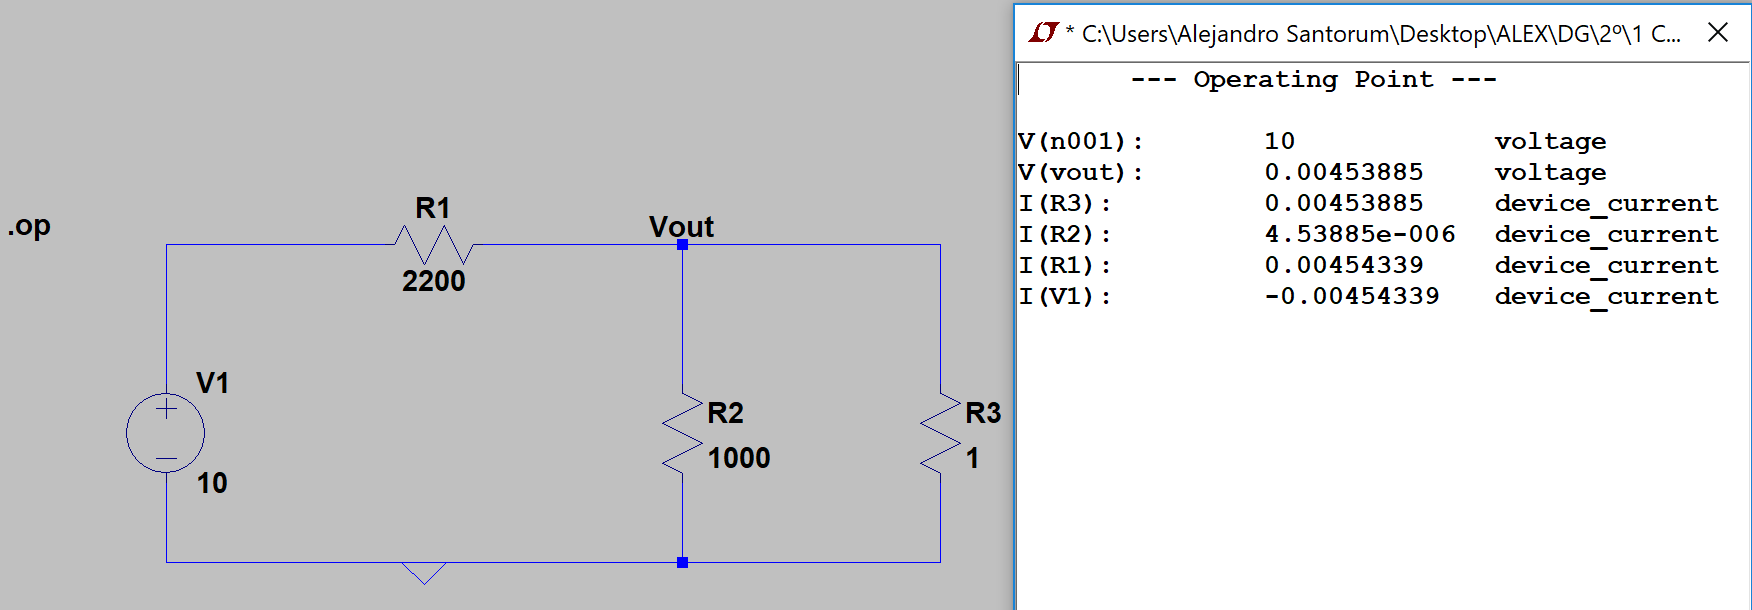 .op
R1
2200
Vout
V1
10
R2
1000
R3
1
* C:\Users\Alejandro Santorum\Desktop\ALEX\DG\2º\1 C...
--- Operating Point ---
V(n001): 10 voltage
V(vout): 0.00453885 voltage
I(R3): 0.00453885 device_current
I(R2): 4.53885e-006 device_current
I(R1): 0.00454339 device_current
I(V1): -0.00454339 device_current